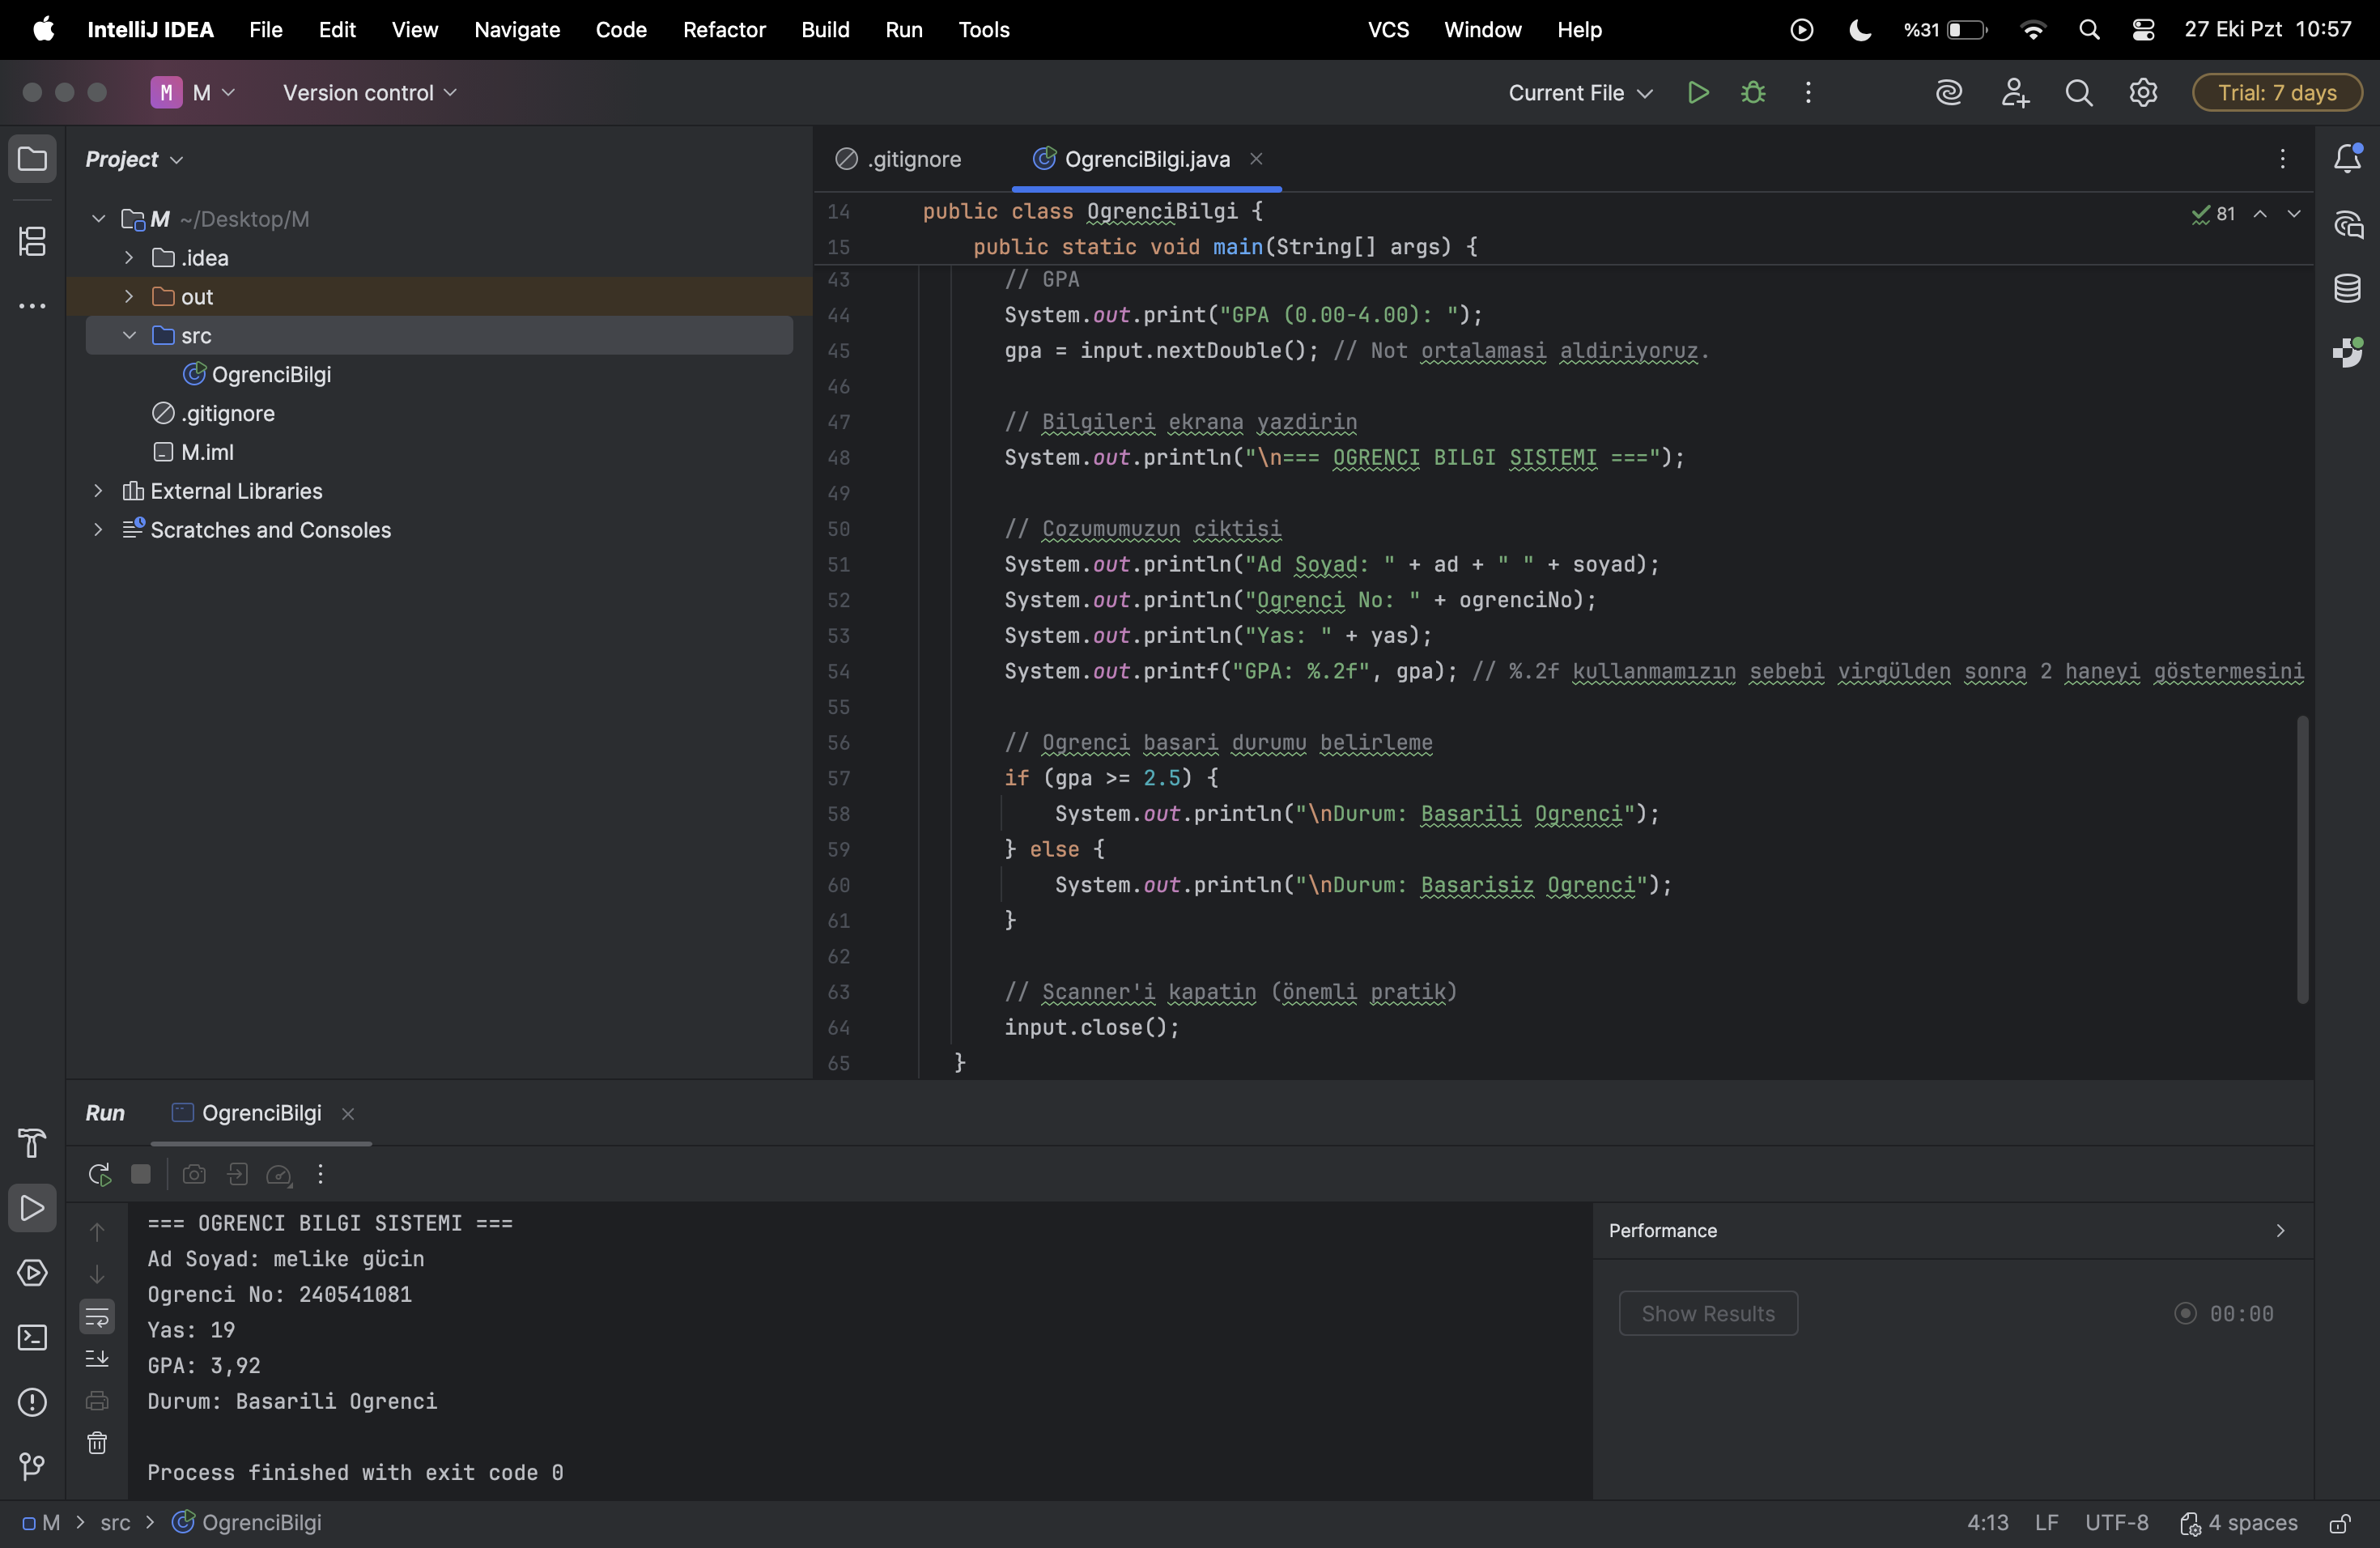 IntelliJ IDEA File Edit View Navigate Code Refactor Build Run Tools VCS Window Help %31 27 Eki Pzt 10:57
M M Version control Current File Trial: 7 days
Project
M ~/Desktop/M
.idea
out
src
OgrenciBilgi
.gitignore
M.iml
External Libraries
Scratches and Consoles
.gitignore OgrenciBilgi.java
81
14 public class OgrenciBilgi {
15 public static void main(String[] args) {
43 // GPA
44 System.out.print("GPA (0.00-4.00): ");
45 gpa = input.nextDouble(); // Not ortalamasi aldiriyoruz.
46
47 // Bilgileri ekrana yazdirin
48 System.out.println("\n=== OGRENCI BILGI SISTEMI ===");
49
50 // Cozumumuzun ciktisi
51 System.out.println("Ad Soyad: " + ad + " " + soyad);
52 System.out.println("Ogrenci No: " + ogrenciNo);
53 System.out.println("Yas: " + yas);
54 System.out.printf("GPA: %.2f", gpa); // %.2f kullanmamızın sebebi virgülden sonra 2 haneyi göstermesini
55
56 // Ogrenci basari durumu belirleme
57 if (gpa >= 2.5) {
58 System.out.println("\nDurum: Basarili Ogrenci");
59 } else {
60 System.out.println("\nDurum: Basarisiz Ogrenci");
61 }
62
63 // Scanner'i kapatin (önemli pratik)
64 input.close();
65 }
Run OgrenciBilgi
=== OGRENCI BILGI SISTEMI ===
Ad Soyad: melike gücin
Ogrenci No: 240541081
Yas: 19
GPA: 3,92
Durum: Basarili Ogrenci
Process finished with exit code 0
Performance
Show Results 00:00
M > src > OgrenciBilgi 4:13 LF UTF-8 4 spaces